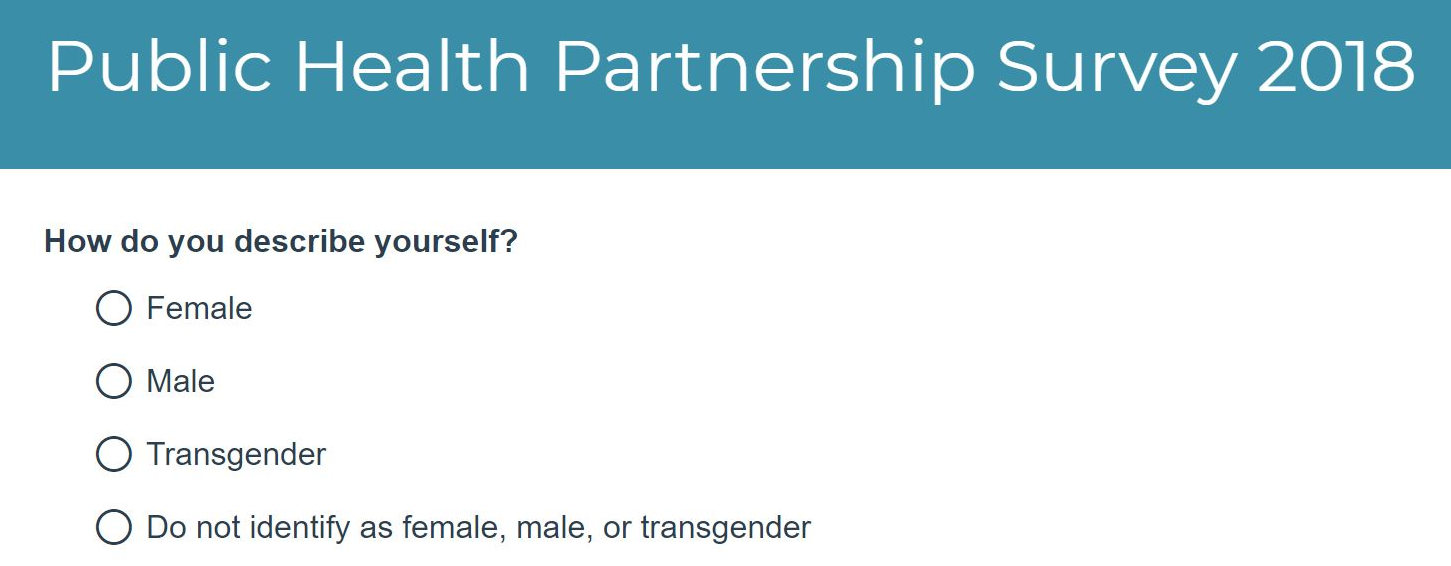 Public Health Partnership Survey 2018
How do you describe yourself?
Female
Male
Transgender
Do not identify as female, male, or transgender